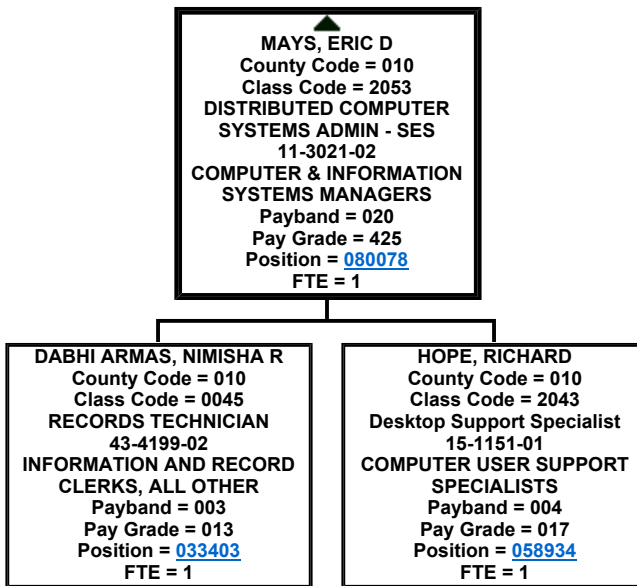 MAYS, ERIC D
County Code = 010
Class Code = 2053
DISTRIBUTED COMPUTER
SYSTEMS ADMIN - SES
11-3021-02
COMPUTER & INFORMATION
SYSTEMS MANAGERS
Payband = 020
Pay Grade = 425
Position = 080078
FTE = 1
DABHI ARMAS, NIMISHA R
County Code = 010
Class Code = 0045
RECORDS TECHNICIAN
43-4199-02
INFORMATION AND RECORD
CLERKS, ALL OTHER
Payband = 003
Pay Grade = 013
Position = 033403
FTE = 1
HOPE, RICHARD
County Code = 010
Class Code = 2043
Desktop Support Specialist
15-1151-01
COMPUTER USER SUPPORT
SPECIALISTS
Payband = 004
Pay Grade = 017
Position = 058934
FTE = 1